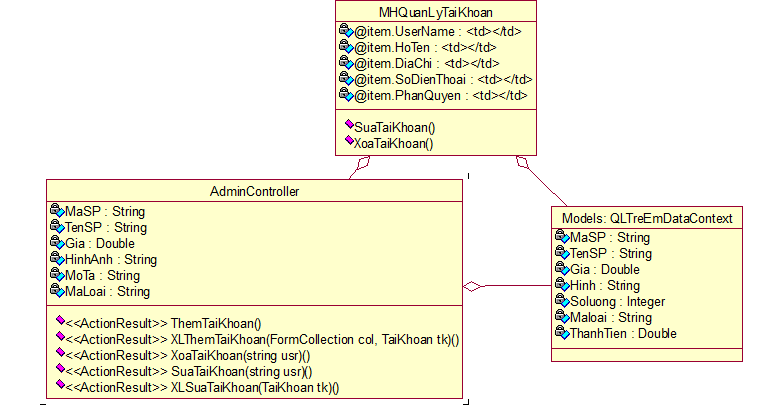 MHQuanLyTaiKhoan
@item.UserName : <td></td>
@item.HoTen : <td></td>
@item.DiaChi : <td></td>
@item.SoDienThoai : <td></td>
@item.PhanQuyen : <td></td>
SuaTaiKhoan()
XoaTaiKhoan()
AdminController
MaSP : String
TenSP : String
Gia : Double
HinhAnh : String
MoTa : String
MaLoai : String
<<ActionResult>> ThemTaiKhoan()
<<ActionResult>> XLThemTaiKhoan(FormCollection col, TaiKhoan tk)()
<<ActionResult>> XoaTaiKhoan(string usr)()
<<ActionResult>> SuaTaiKhoan(string usr)()
<<ActionResult>> XLSuaTaiKhoan(TaiKhoan tk)()
Models: QLTreEmDataContext
MaSP : String
TenSP : String
Gia : Double
Hinh : String
Soluong : Integer
Maloai : String
ThanhTien : Double